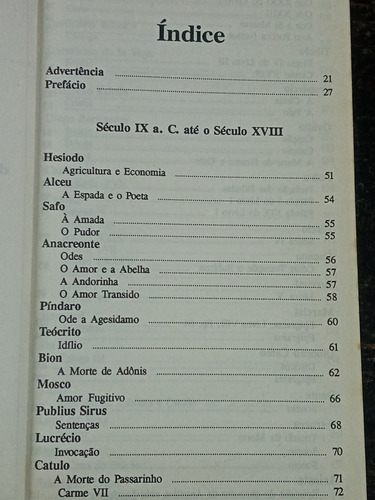 Índice
Advertência 21
Prefácio 27
Século IX a. C. até o Século XVIII
Hesiodo
Agricultura e Economia 51
Alceu
A Espada e o Poeta 54
Safo
À Amada 55
O Pudor 55
Anacreonte
Odes 56
O Amor e a Abelha 57
A Andorinha 57
O Amor Transido 58
Píndaro
Ode a Agesidamo 60
Teócrito
Idílio 61
Bion
A Morte de Adônis 62
Mosco
Amor Fugitivo 66
Publius Sirus
Sentenças 68
Lucrécio
Invocação 70
Catulo
A Morte do Passarinho 71
Carme VII 72